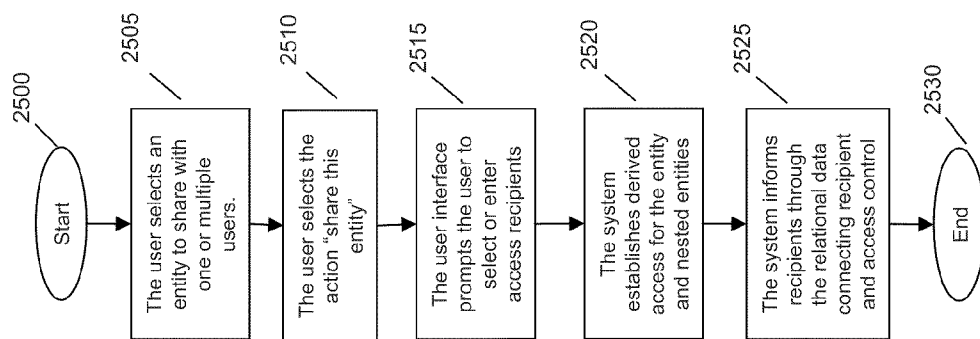 2500
Start
2505
The user selects an
entity to share with
one or multiple
users.
2510
The user selects the
action “share this
entity”
2515
The user interface
prompts the user to
select or enter
access recipients
2520
The system
establishes derived
access for the entity
and nested entities
2525
The system informs
recipients through
the relational data
connecting recipient
and access control
2530
End